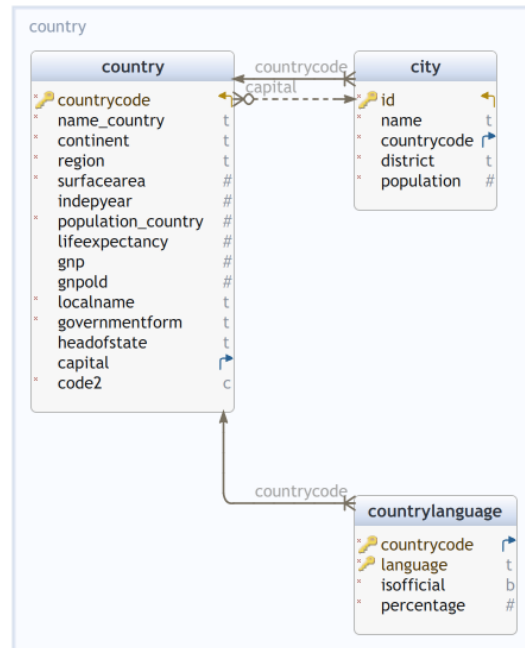 country
country
countrycode
name_country t
continent t
region t
surfacearea #
indepyear #
population_country #
lifeexpectancy #
gnp #
gnpold #
localname t
governmentform t
headofstate t
capital
code2 c
countrycode
capital
city
id
name t
countrycode
district t
population #
countrycode
countrylanguage
countrycode
language t
isofficial b
percentage #